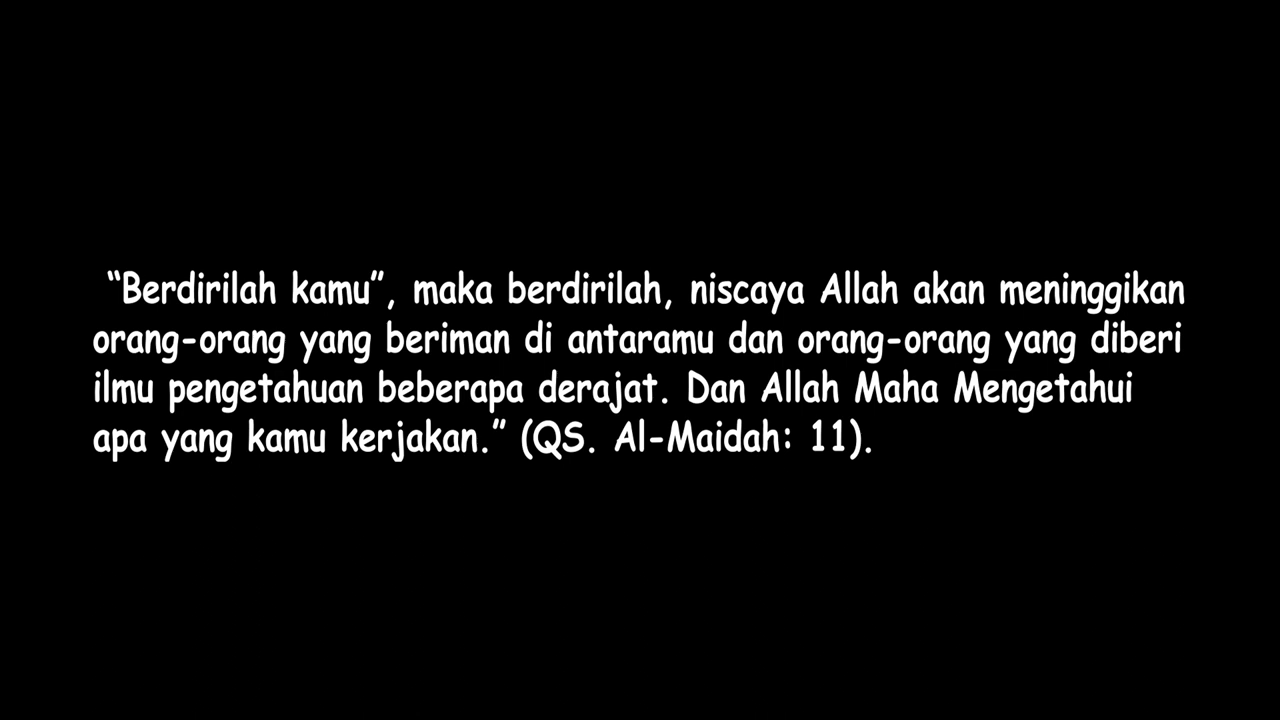 “Berdirilah kamu”, maka berdirilah, niscaya Allah akan meninggikan
orang-orang yang beriman di antaramu dan orang-orang yang diberi
ilmu pengetahuan beberapa derajat. Dan Allah Maha Mengetahui
apa yang kamu kerjakan.” (QS. Al-Maidah: 11).